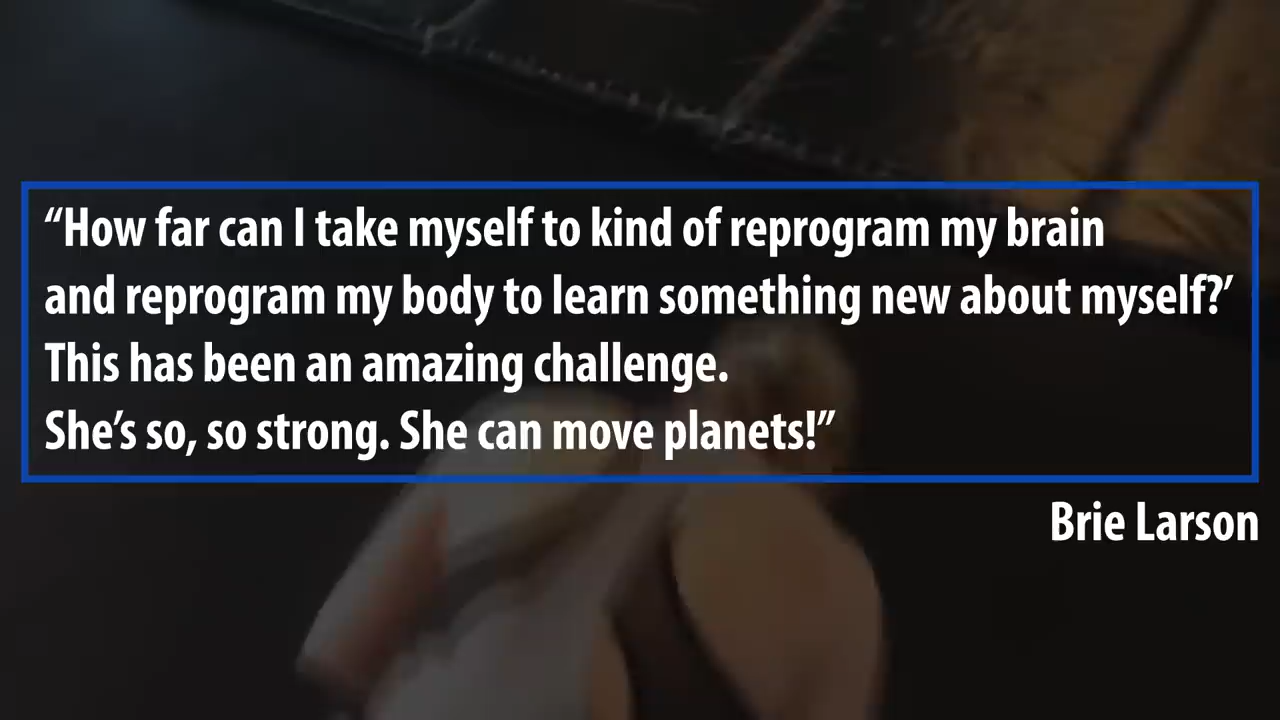 “How far can I take myself to kind of reprogram my brain
and reprogram my body to learn something new about myself?’
This has been an amazing challenge.
She’s so, so strong. She can move planets!”
Brie Larson